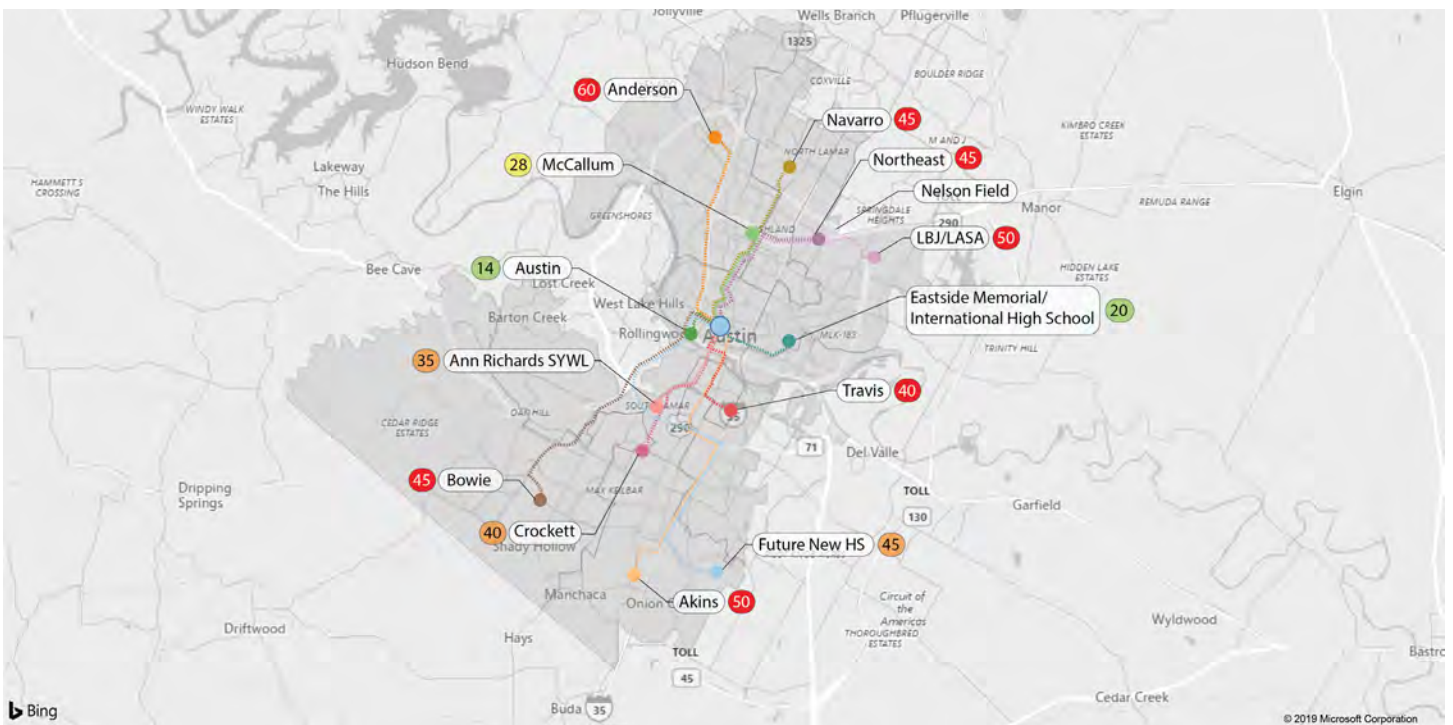 Jollyville
Wells Branch
Pflugerville
1325
Hudson Bend
COXVILLE
BOULDER RIDGE
60 Anderson
WINDY WALK
ESTATES
Navarro 45
KIMBRO CREEK
ESTATES
M AND J
NORTH LAMAR
28 McCallum
Northeast 45
Lakeway
The Hills
HAMMETT'S
CROSSING
Nelson Field
Elgin
REMUDA RANGE
GREENSHORES
SPRINGDALE
HEIGHTS
290
Manor
LBJ/LASA 50
Bee Cave
14 Austin
Lost Creek
HIDDEN LAKE
ESTATES
West Lake Hills
Barton Creek
Eastside Memorial/
International High School 20
Rollingwood
Austin
MLK-183
TRINITY HILL
35 Ann Richards SYWL
Travis 40
OAK HILL
SOUTH LAMAR
35
290
CEDAR RIDGE
ESTATES
71
Del Valle
45 Bowie
Dripping
Springs
TOLL
130
Garfield
40 Crockett
Shady Hollow
Future New HS 45
Manchaca
Akins 50
Circuit of
the
Americas
THOROUGHBRED
ESTATES
Wyldwood
Driftwood
Hays
TOLL
45
Buda
35
Cedar Creek
Bing
© 2019 Microsoft Corporation